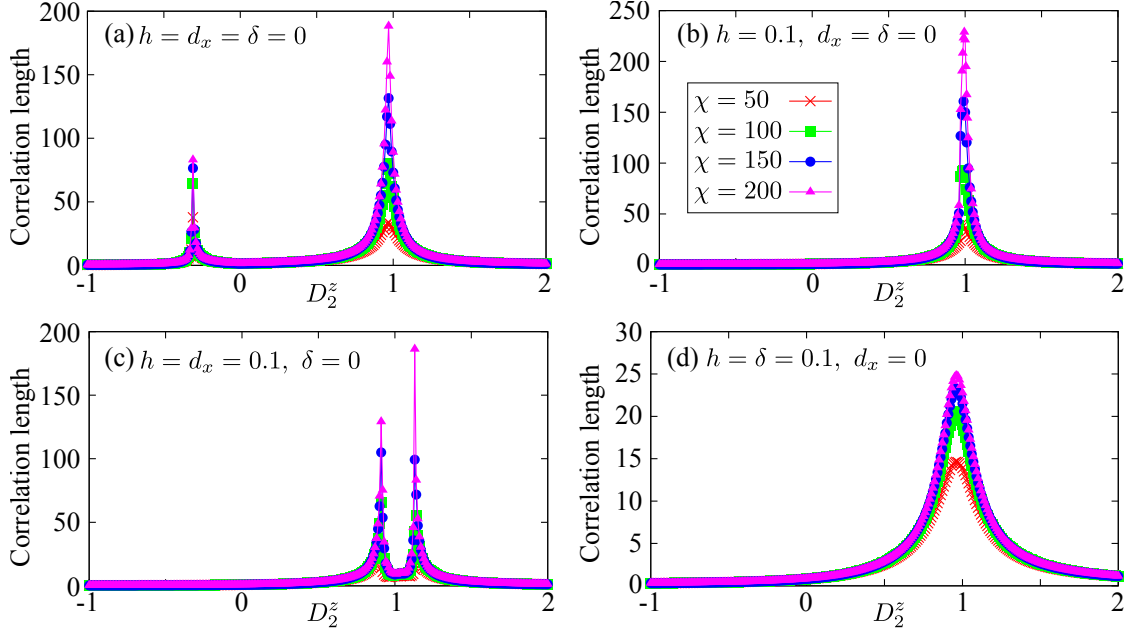 (a) h = d_x = δ = 0
Correlation length
200
150
100
50
0
-1
0
1
2
D_2^z
(b) h = 0.1, d_x = δ = 0
Correlation length
250
200
150
100
50
0
χ = 50
χ = 100
χ = 150
χ = 200
-1
0
1
2
D_2^z
(c) h = d_x = 0.1, δ = 0
Correlation length
200
150
100
50
0
-1
0
1
2
D_2^z
(d) h = δ = 0.1, d_x = 0
Correlation length
30
25
20
15
10
5
0
-1
0
1
2
D_2^z